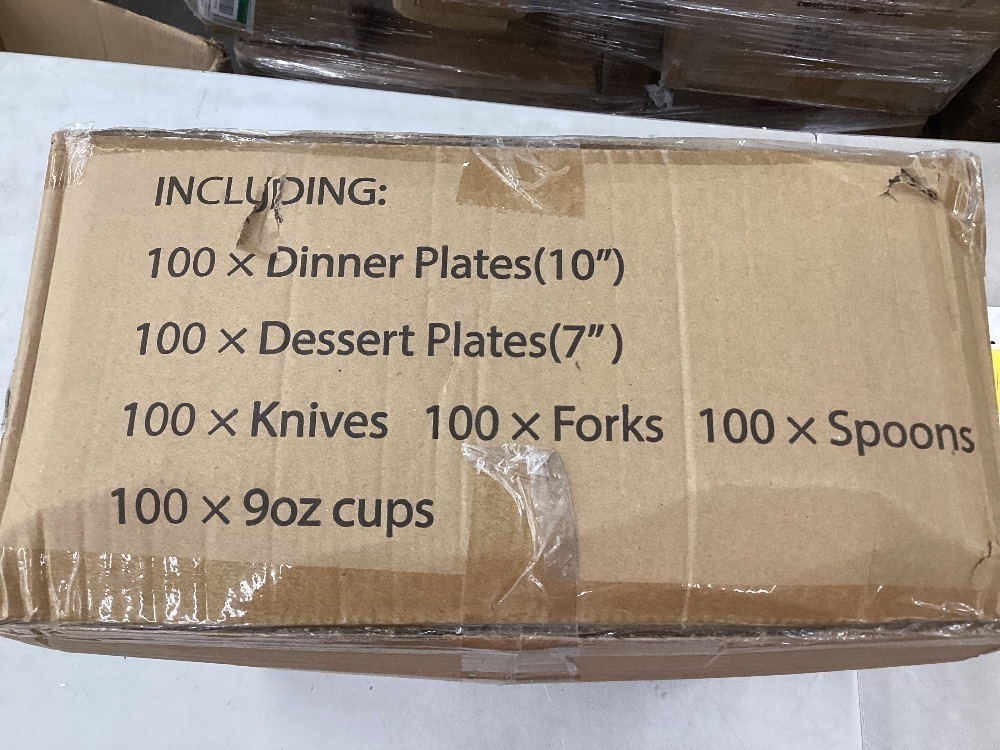 INCLUDING:
100 × Dinner Plates(10")
100 × Dessert Plates(7")
100 × Knives 100 × Forks 100 × Spoons
100 × 9oz cups